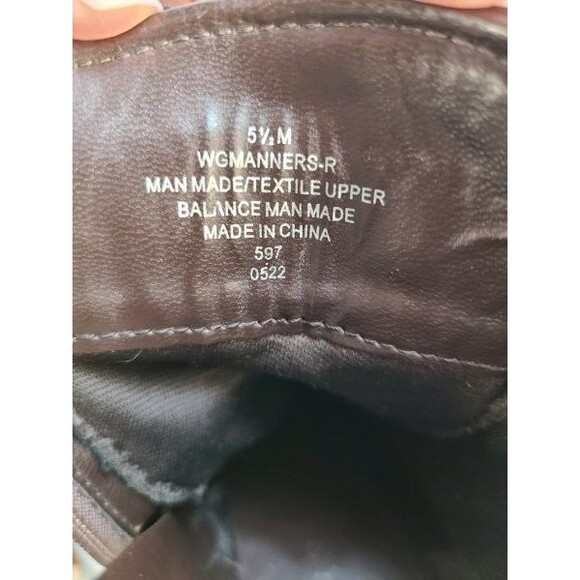 5½M
WGMANNERS-R
MAN MADE/TEXTILE UPPER
BALANCE MAN MADE
MADE IN CHINA
597
0522